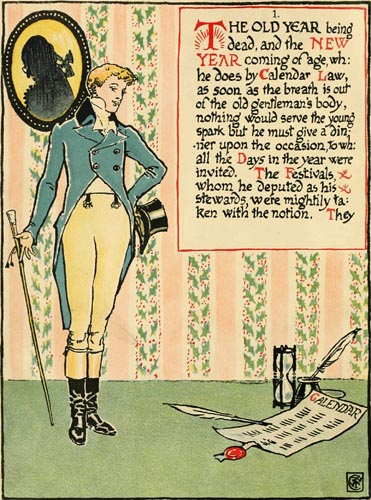 1.
THE OLD YEAR being
dead, and the NEW
YEAR coming of age, wh:
he does by Calendar Law,
as soon as the breath is out
of the old gentleman's body,
nothing would serve the young
spark but he must give a din,
ner upon the occasion, to wh:
all the Days in the year were
invited. The Festivals,
whom he deputed as his
stewards, were mightily ta,
ken with the notion. They
CALENDAR